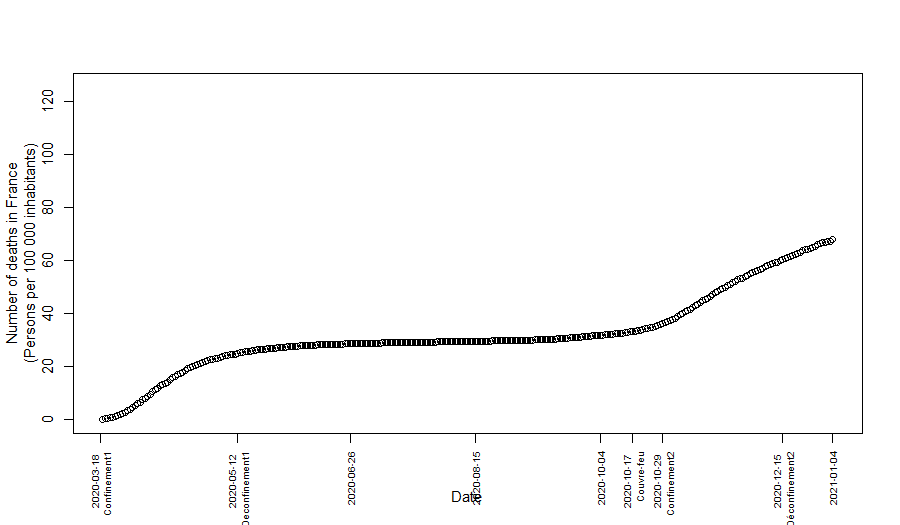 Number of deaths in France
(Persons per 100 000 inhabitants)
120
100
80
60
40
20
0
2020-03-18
Confinement1
2020-05-12
Deconfinement1
2020-06-26
2020-08-15
2020-10-04
2020-10-17
Couvre-feu
2020-10-29
Confinement2
2020-12-15
Déconfinement2
2021-01-04
Date